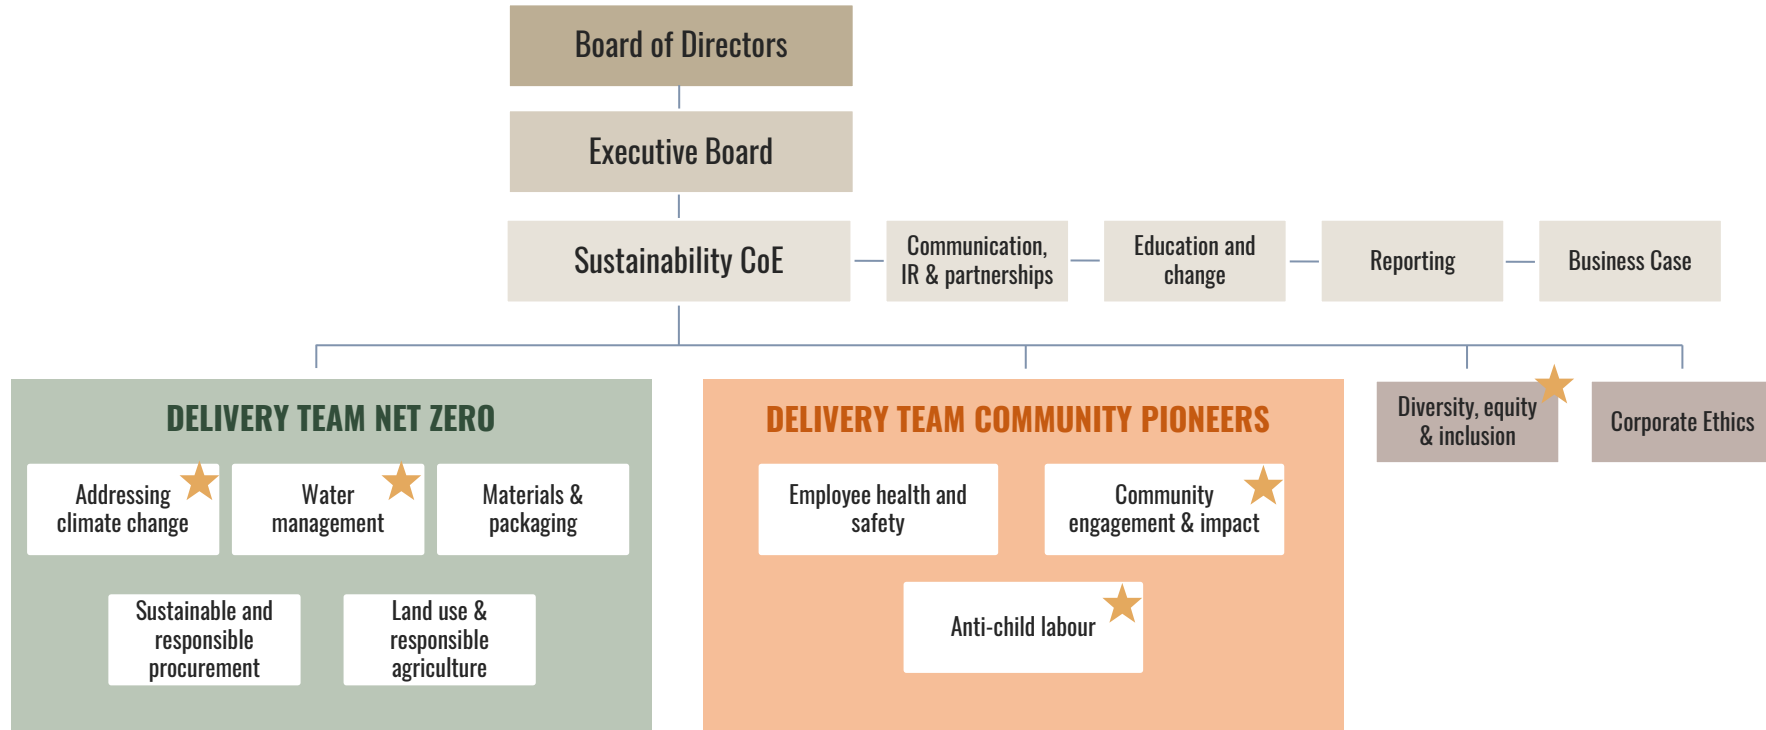 Board of Directors
Executive Board
Sustainability CoE
Communication,
IR & partnerships
Education and
change
Reporting
Business Case
DELIVERY TEAM NET ZERO
Addressing
climate change
Water
management
Materials &
packaging
Sustainable and
responsible
procurement
Land use &
responsible
agriculture
DELIVERY TEAM COMMUNITY PIONEERS
Employee health and
safety
Community
engagement & impact
Anti-child labour
Diversity, equity
& inclusion
Corporate Ethics